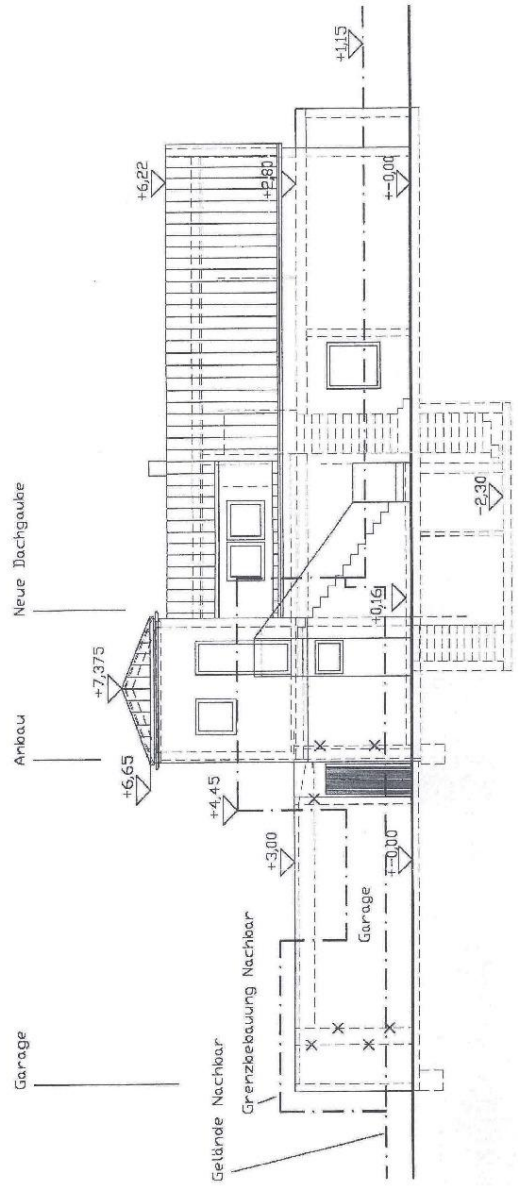 Garage
Anbau
Neue Dachgaube
+7,375
+6,65
+6,22
+4,45
+3,00
+2,80
+1,15
Gelände Nachbar
Grenzbebauung Nachbar
Garage
+-0,00
+0,16
+-0,00
-2,30